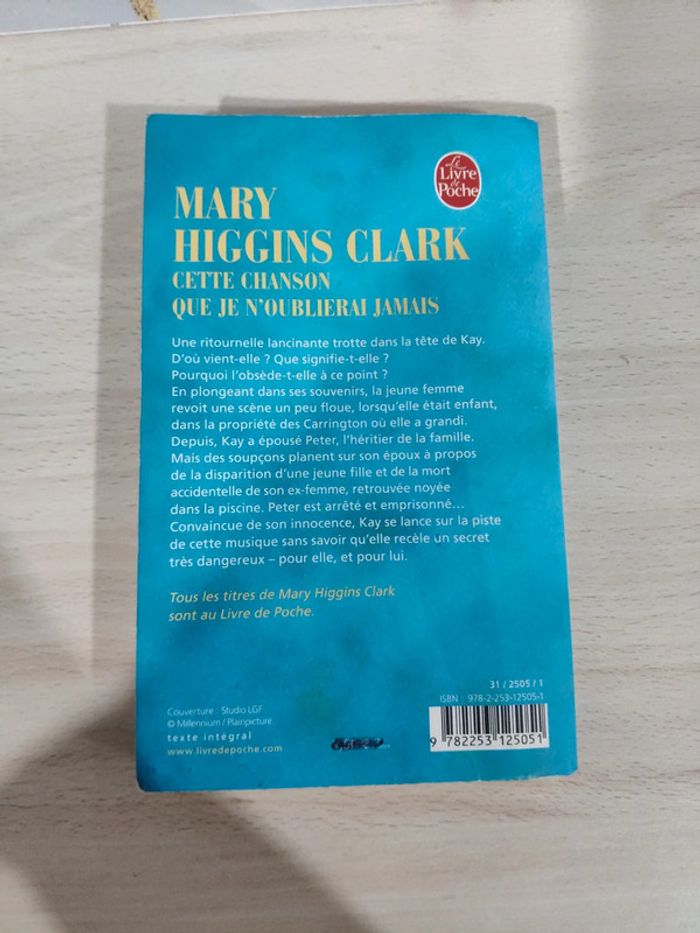 Le
Livre
de
Poche
MARY
HIGGINS CLARK
CETTE CHANSON
QUE JE N'OUBLIERAI JAMAIS
Une ritournelle lancinante trotte dans la tête de Kay.
D'où vient-elle ? Que signifie-t-elle ?
Pourquoi l'obsède-t-elle à ce point ?
En plongeant dans ses souvenirs, la jeune femme
revoit une scène un peu floue, lorsqu'elle était enfant,
dans la propriété des Carrington où elle a grandi.
Depuis, Kay a épousé Peter, l'héritier de la famille.
Mais des soupçons planent sur son époux à propos
de la disparition d'une jeune fille et de la mort
accidentelle de son ex-femme, retrouvée noyée
dans la piscine. Peter est arrêté et emprisonné...
Convaincue de son innocence, Kay se lance sur la piste
de cette musique sans savoir qu'elle recèle un secret
très dangereux – pour elle, et pour lui.
Tous les titres de Mary Higgins Clark
sont au Livre de Poche.
31 / 2505 / 1
ISBN : 978-2-253-12505-1
Couverture : Studio LGF
© Millennium / Plainpicture
texte intégral
www.livredepoche.com
9 782253 125051